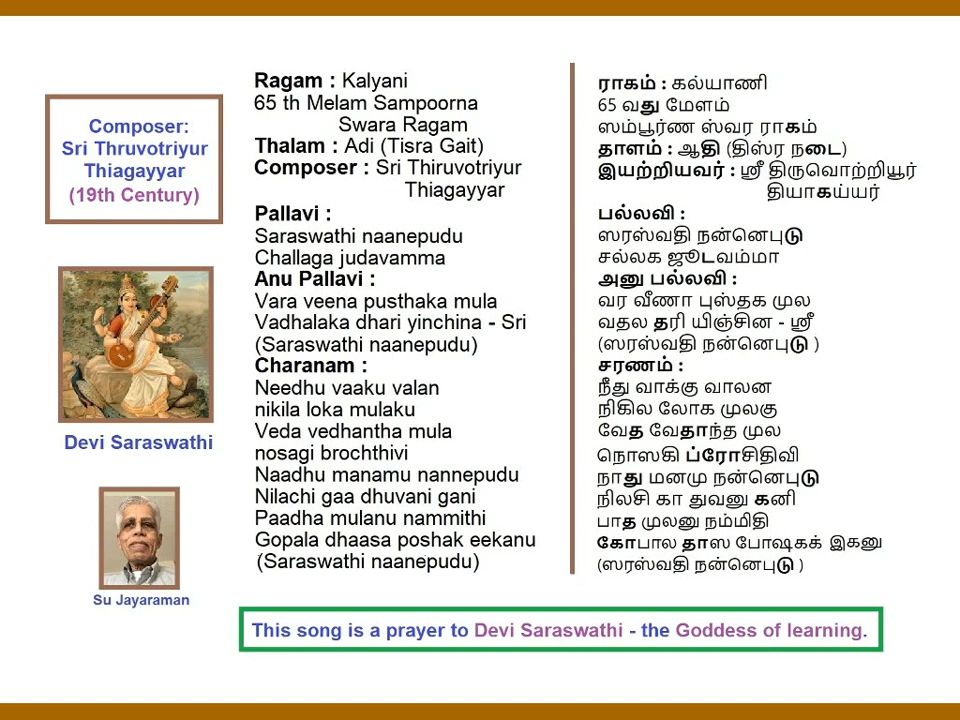 Composer:
Sri Thruvotriyur
Thiagayyar
(19th Century)
Devi Saraswathi
Su Jayaraman
Ragam : Kalyani
65 th Melam Sampoorna
Swara Ragam
Thalam : Adi (Tisra Gait)
Composer : Sri Thiruvotriyur
Thiagayyar
Pallavi :
Saraswathi naanepudu
Challaga judavamma
Anu Pallavi :
Vara veena pusthaka mula
Vadhalaka dhari yinchina - Sri
(Saraswathi naanepudu)
Charanam :
Needhu vaaku valan
nikila loka mulaku
Veda vedhantha mula
nosagi brochthivi
Naadhu manamu nannepudu
Nilachi gaa dhuvani gani
Paadha mulanu nammithi
Gopala dhaasa poshak eekanu
(Saraswathi naanepudu)
ராகம் : கல்யாணி
65 வது மேளம்
ஸம்பூர்ண ஸ்வர ராகம்
தாளம் : ஆதி (திஸ்ர நடை)
இயற்றியவர் : ஸ்ரீ திருவொற்றியூர்
தியாகய்யர்
பல்லவி :
ஸரஸ்வதி நன்னெபுடு
சல்லக ஜூடவம்மா
அனு பல்லவி :
வர வீணா புஸ்தக முல
வதல தரி யிஞ்சின - ஸ்ரீ
(ஸரஸ்வதி நன்னெபுடு )
சரணம் :
நீது வாக்கு வாலன
நிகில லோக முலகு
வேத வேதாந்த முல
நொஸகி ப்ரோசிதிவி
நாது மனமு நன்னெபுடு
நிலசி கா துவனு கனி
பாத முலனு நம்மிதி
கோபால தாஸ போஷகக் இகனு
(ஸரஸ்வதி நன்னெபுடு )
This song is a prayer to Devi Saraswathi - the Goddess of learning.